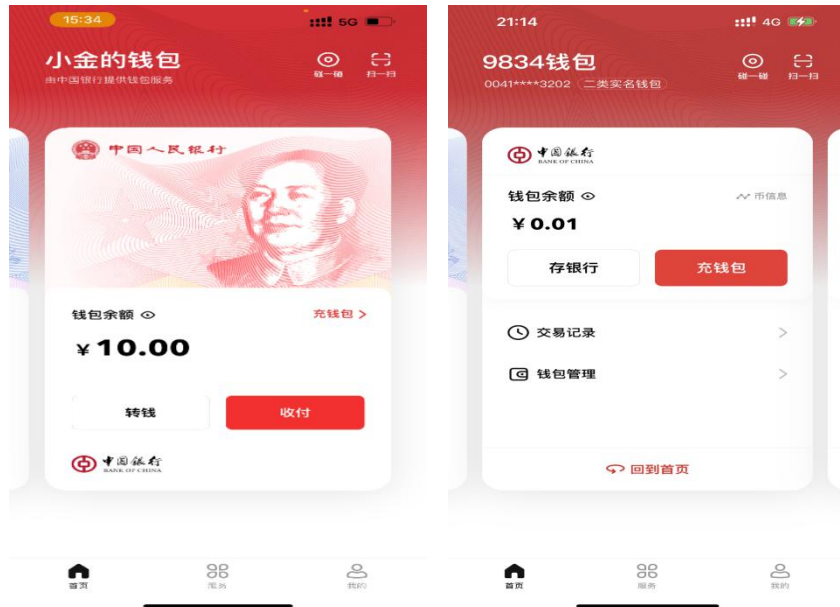 15:34
5G
小金的钱包
由中国银行提供钱包服务
碰一碰
扫一扫
中国人民银行
钱包余额
充钱包 >
¥10.00
转钱
收付
中国银行
BANK OF CHINA
首页
服务
我的
21:14
4G
9834钱包
0041****3202
二类实名钱包
碰一碰
扫一扫
中国银行
BANK OF CHINA
钱包余额
币信息
¥0.01
存银行
充钱包
交易记录
钱包管理
回到首页
首页
服务
我的